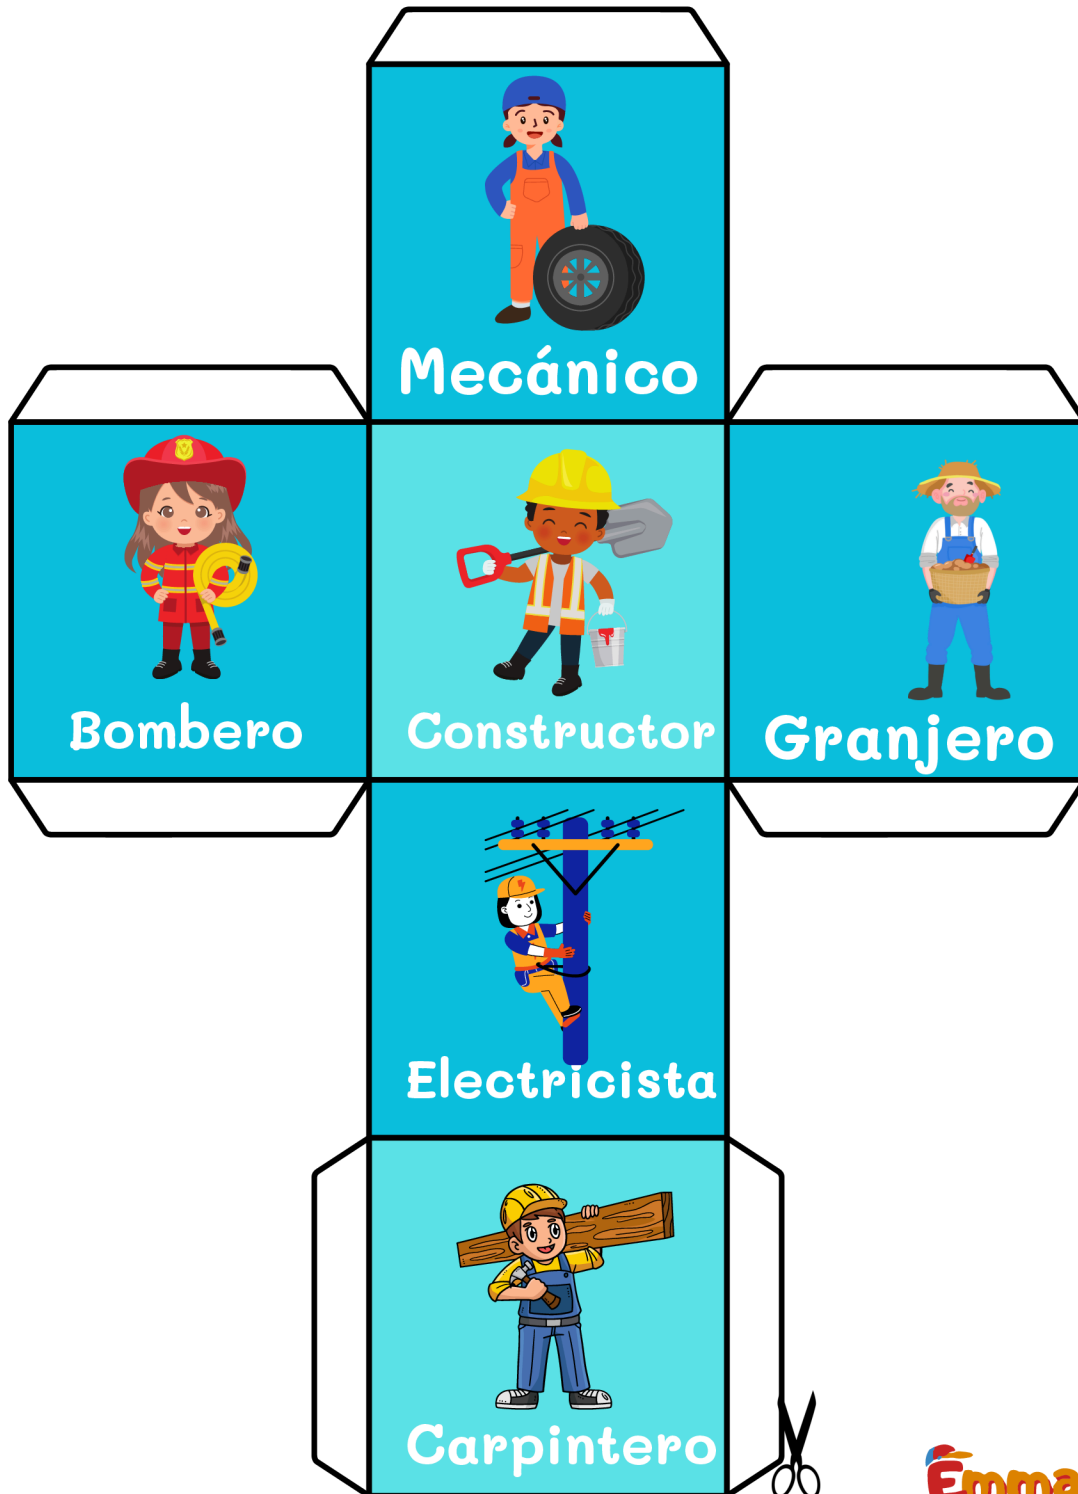 Mecánico
Bombero
Constructor
Granjero
Electricista
Carpintero
Emma